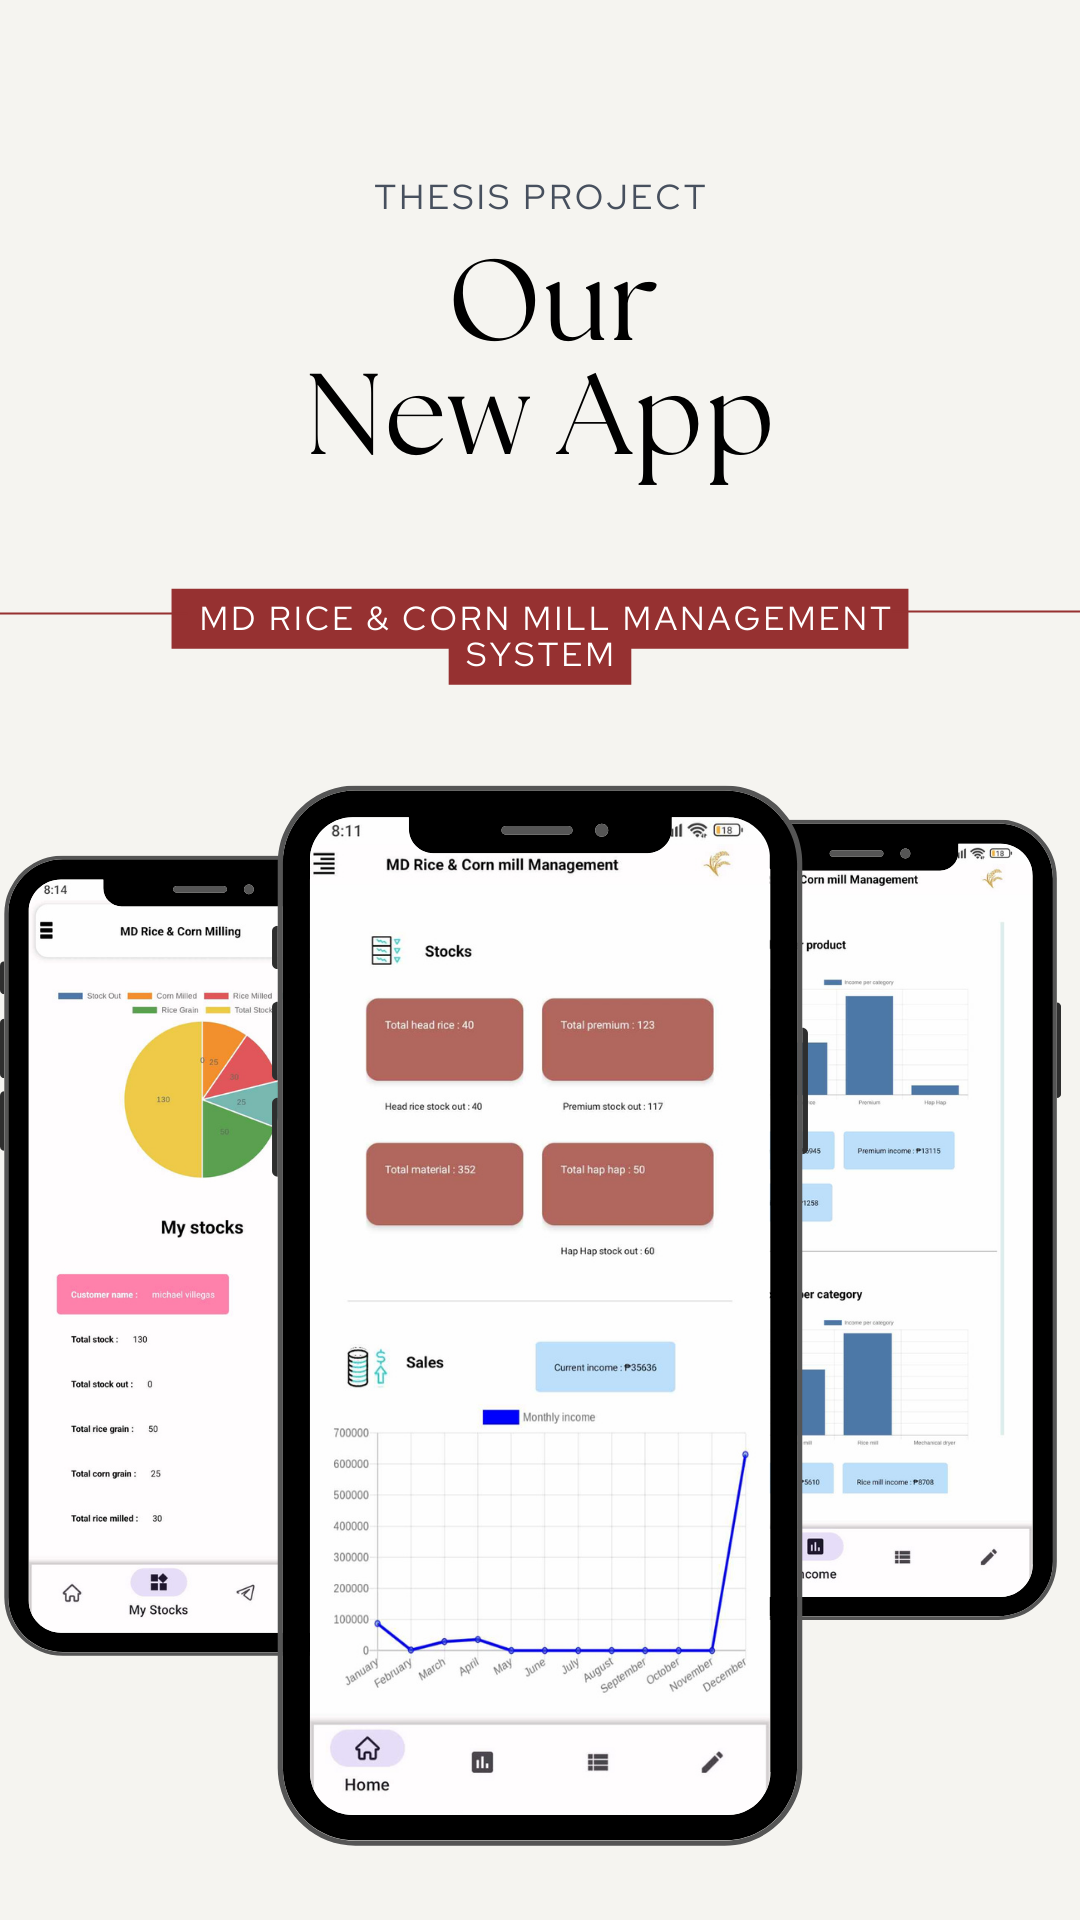 THESIS PROJECT
Our
New App
MD RICE & CORN MILL MANAGEMENT
SYSTEM
8:14
MD Rice & Corn Milling
Stock Out
Corn Milled
Rice Milled
Rice Grain
Total Stock
0
25
30
25
50
130
My stocks
Customer name : michael villegas
Total stock : 130
Total stock out : 0
Total rice grain : 50
Total corn grain : 25
Total rice milled : 30
My Stocks
8:11
18
MD Rice & Corn mill Management
Stocks
Total head rice : 40
Total premium : 123
Head rice stock out : 40
Premium stock out : 117
Total material : 352
Total hap hap : 50
Hap Hap stock out : 60
Sales
Current income : ₱35636
Monthly income
700000
600000
500000
400000
300000
200000
100000
0
January
February
March
April
May
June
July
August
September
October
November
December
Home
18
Corn mill Management
product
Income per category
Premium
Hap Hap
945
Premium income : ₱13115
1258
er category
Income per category
mill
Rice mill
Mechanical dryer
₱5610
Rice mill income : ₱8708
come